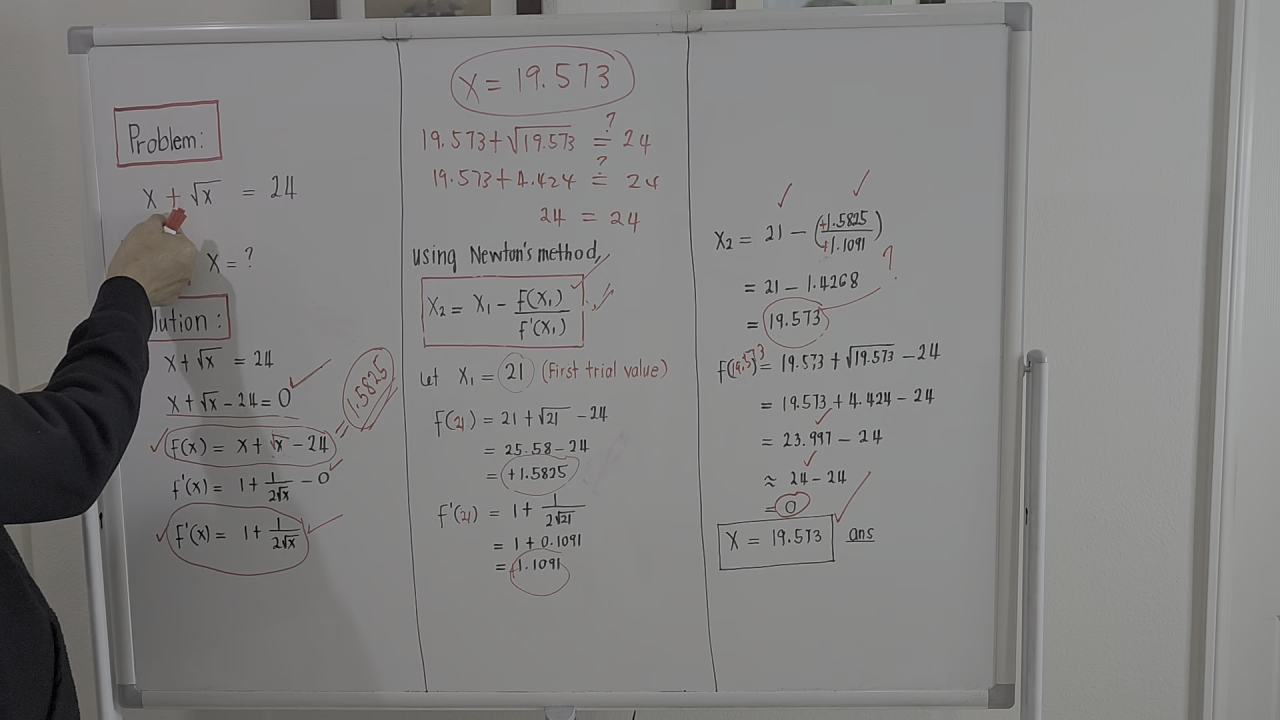 Problem:
x + √x = 24
x = ?
lution :
x + √x = 24
x + √x - 24 = 0
f(x) = x + √x - 24 = 1.5825
f'(x) = 1 + 1/2√x - 0
f'(x) = 1 + 1/2√x
x = 19.573
19.573 + √19.573 ≟ 24
19.573 + 4.424 ≟ 24
24 = 24
using Newton's method,
x₂ = x₁ - f(x₁)/f'(x₁)
Let x₁ = 21 (First trial value)
f(21) = 21 + √21 - 24
= 25.58 - 24
= +1.5825
f'(21) = 1 + 1/2√21
= 1 + 0.1091
= +1.1091
x₂ = 21 - (+1.5825/+1.1091)
= 21 - 1.4268
?
= 19.573
f(19.573) = 19.573 + √19.573 - 24
= 19.573 + 4.424 - 24
= 23.997 - 24
≈ 24 - 24
= 0
x = 19.573 ans